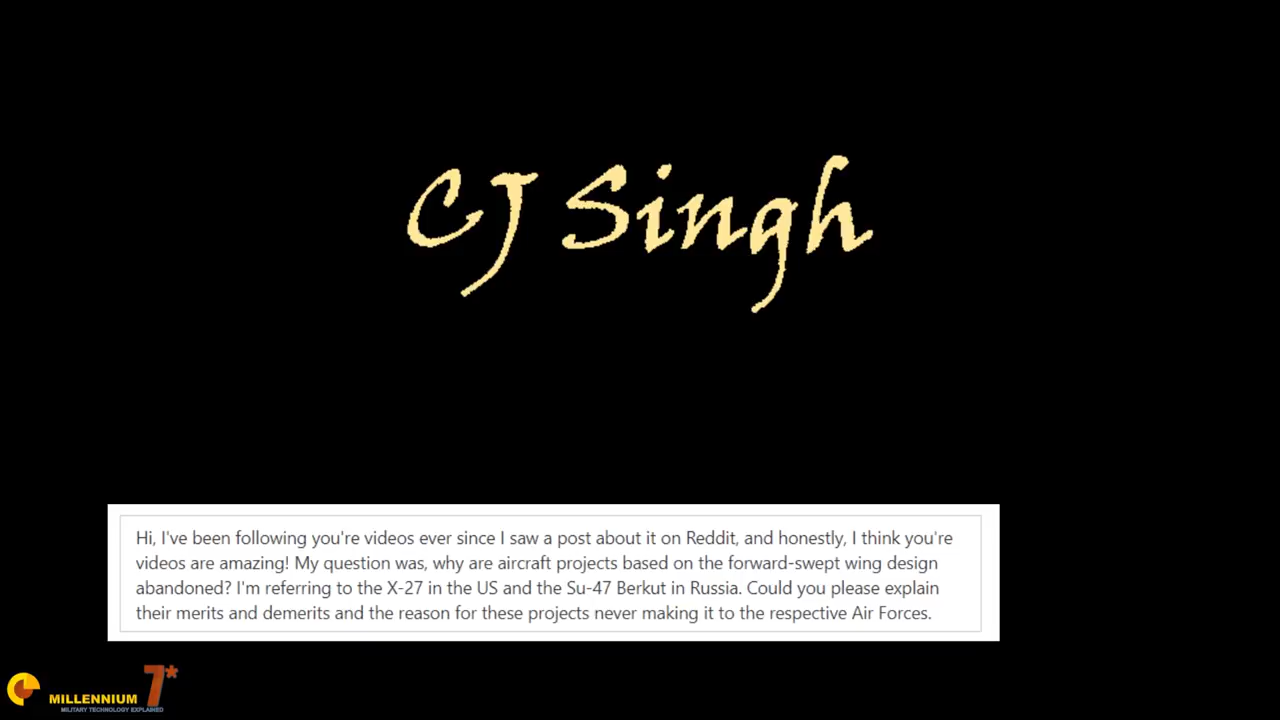 CJ Singh
Hi, I've been following you're videos ever since I saw a post about it on Reddit, and honestly, I think you're
videos are amazing! My question was, why are aircraft projects based on the forward-swept wing design
abandoned? I'm referring to the X-27 in the US and the Su-47 Berkut in Russia. Could you please explain
their merits and demerits and the reason for these projects never making it to the respective Air Forces.
MILLENNIUM 7*
MILITARY TECHNOLOGY EXPLAINED